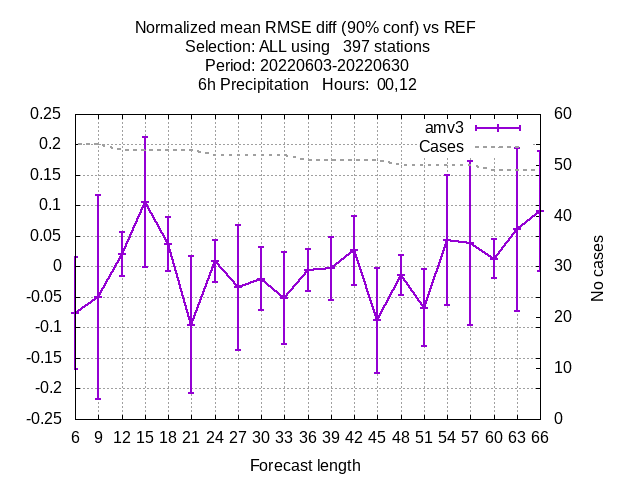 Normalized mean RMSE diff (90% conf) vs REF
Selection: ALL using   397 stations
Period: 20220603-20220630
6h Precipitation   Hours:  00,12
amv3
Cases
0.25
0.2
0.15
0.1
0.05
0
-0.05
-0.1
-0.15
-0.2
-0.25
60
50
40
30
20
10
0
No cases
6 9 12 15 18 21 24 27 30 33 36 39 42 45 48 51 54 57 60 63 66
Forecast length